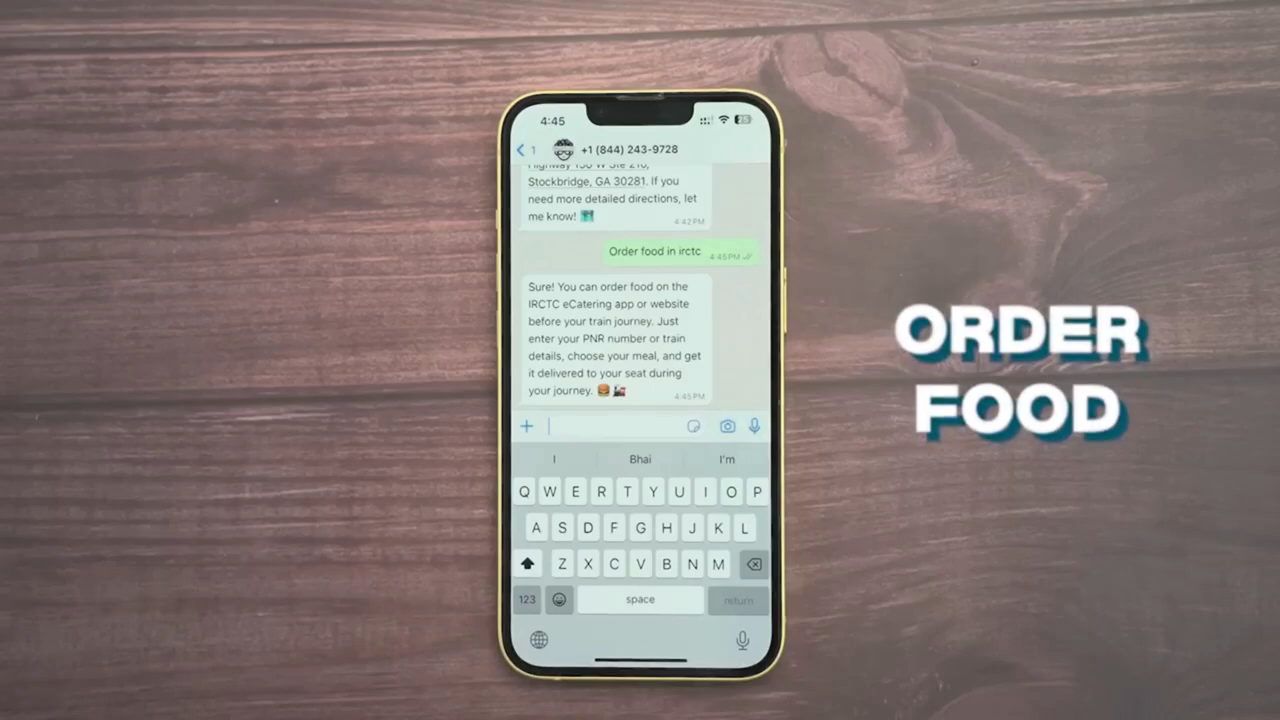 4:45
25
1
+1 (844) 243-9728
Stockbridge, GA 30281. If you
need more detailed directions, let
me know!
4:42 PM
Order food in irctc
4:45 PM
Sure! You can order food on the
IRCTC eCatering app or website
before your train journey. Just
enter your PNR number or train
details, choose your meal, and get
it delivered to your seat during
your journey.
4:45 PM
I Bhai I'm
Q W E R T Y U I O P
A S D F G H J K L
Z X C V B N M
123 space return
ORDER
FOOD